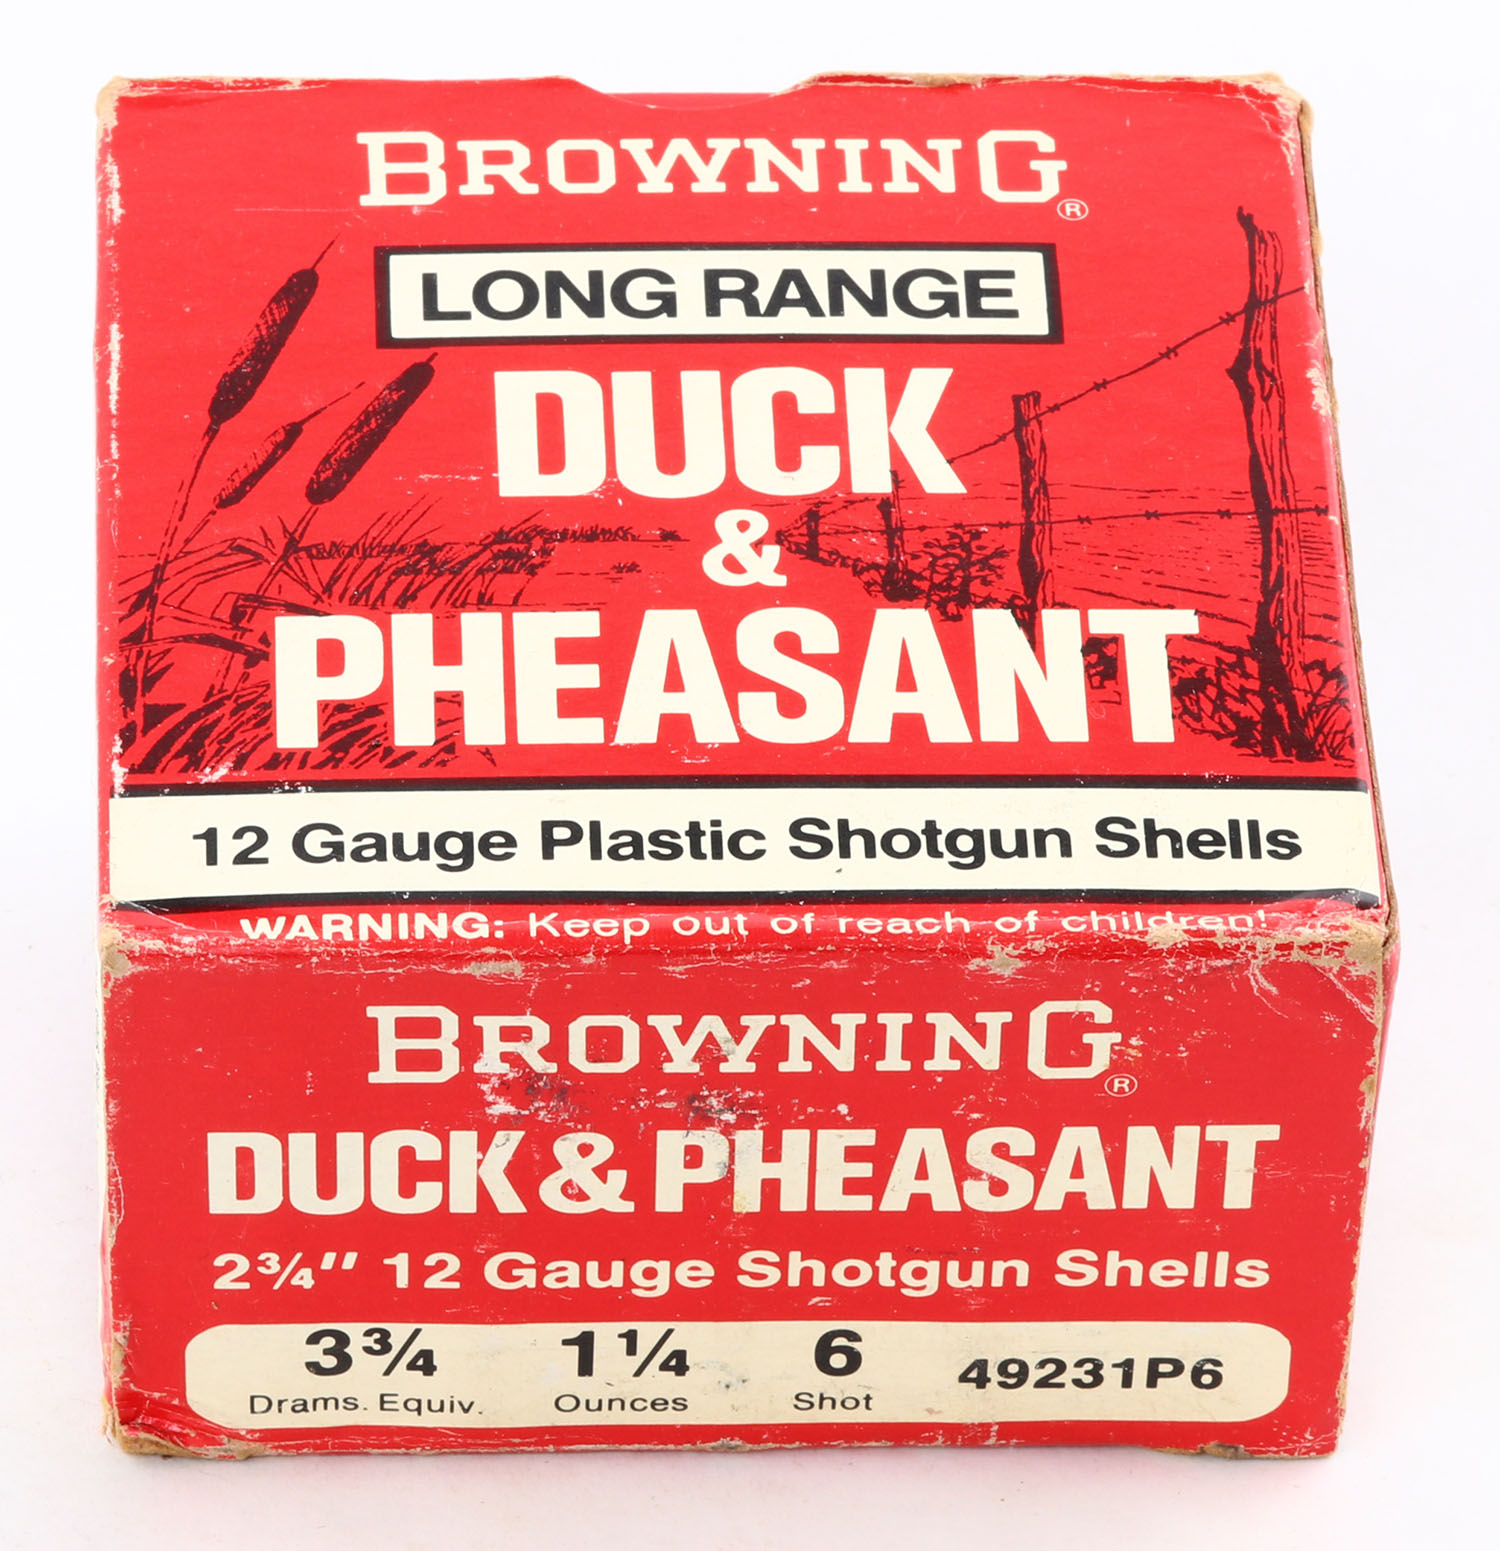 BROWNING®
LONG RANGE
DUCK
&
PHEASANT
12 Gauge Plastic Shotgun Shells
WARNING: Keep out of reach of children!
BROWNING®
DUCK & PHEASANT
2¾" 12 Gauge Shotgun Shells
3¾ 1¼ 6 49231P6
Drams. Equiv. Ounces Shot